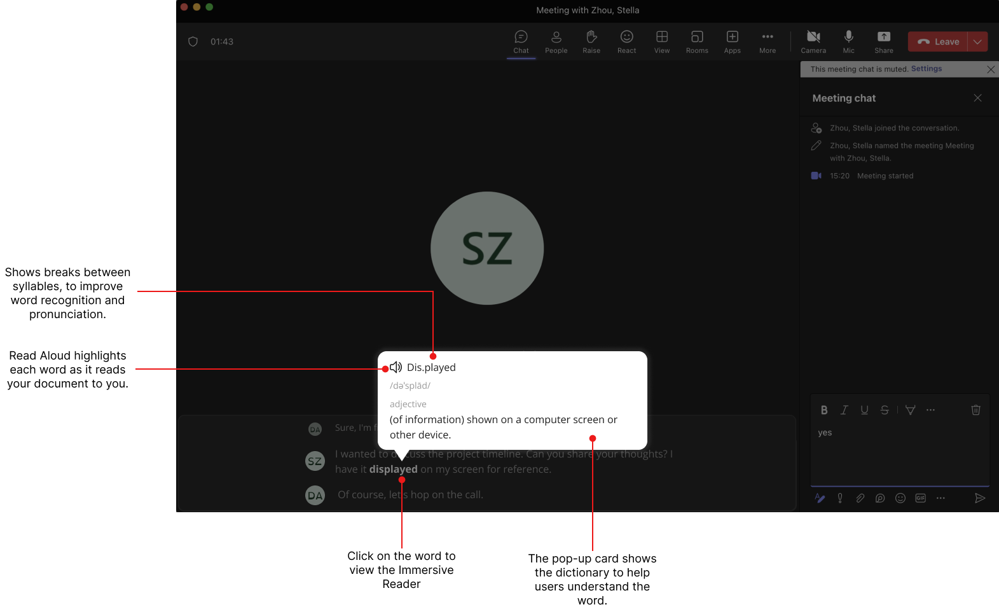 Meeting with Zhou, Stella
01:43
Chat
People
Raise
React
View
Rooms
Apps
More
Camera
Mic
Share
Leave
This meeting chat is muted. Settings
Meeting chat
Zhou, Stella joined the conversation.
Zhou, Stella named the meeting Meeting
with Zhou, Stella.
15:20 Meeting started
SZ
Shows breaks between
syllables, to improve
word recognition and
pronunciation.
Read Aloud highlights
each word as it reads
your document to you.
Dis.played
/də'splād/
adjective
(of information) shown on a computer screen or
other device.
DA
Sure, I'm f
SZ
I wanted to discuss the project timeline. Can you share your thoughts? I
have it displayed on my screen for reference.
DA
Of course, let's hop on the call.
B I U S
yes
GIF
Click on the word to
view the Immersive
Reader
The pop-up card shows
the dictionary to help
users understand the
word.